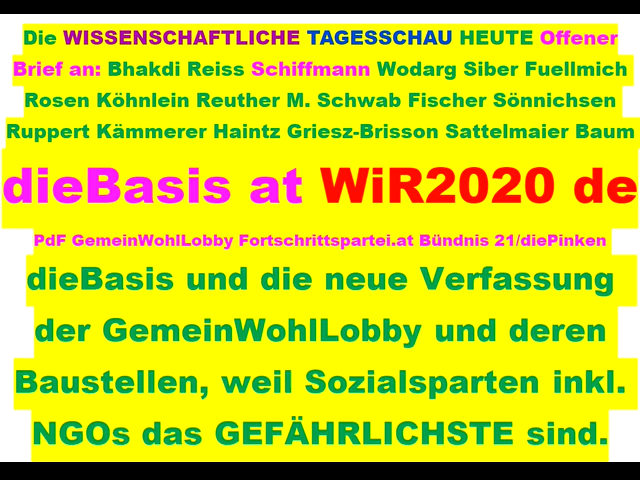 Die WISSENSCHAFTLICHE TAGESSCHAU HEUTE Offener
Brief an: Bhakdi Reiss Schiffmann Wodarg Siber Fuellmich
Rosen Köhnlein Reuther M. Schwab Fischer Sönnichsen
Ruppert Kämmerer Haintz Griesz-Brisson Sattelmaier Baum
dieBasis at WiR2020 de
PdF GemeinWohlLobby Fortschrittspartei.at Bündnis 21/diePinken
dieBasis und die neue Verfassung
der GemeinWohlLobby und deren
Baustellen, weil Sozialsparten inkl.
NGOs das GEFÄHRLICHSTE sind.